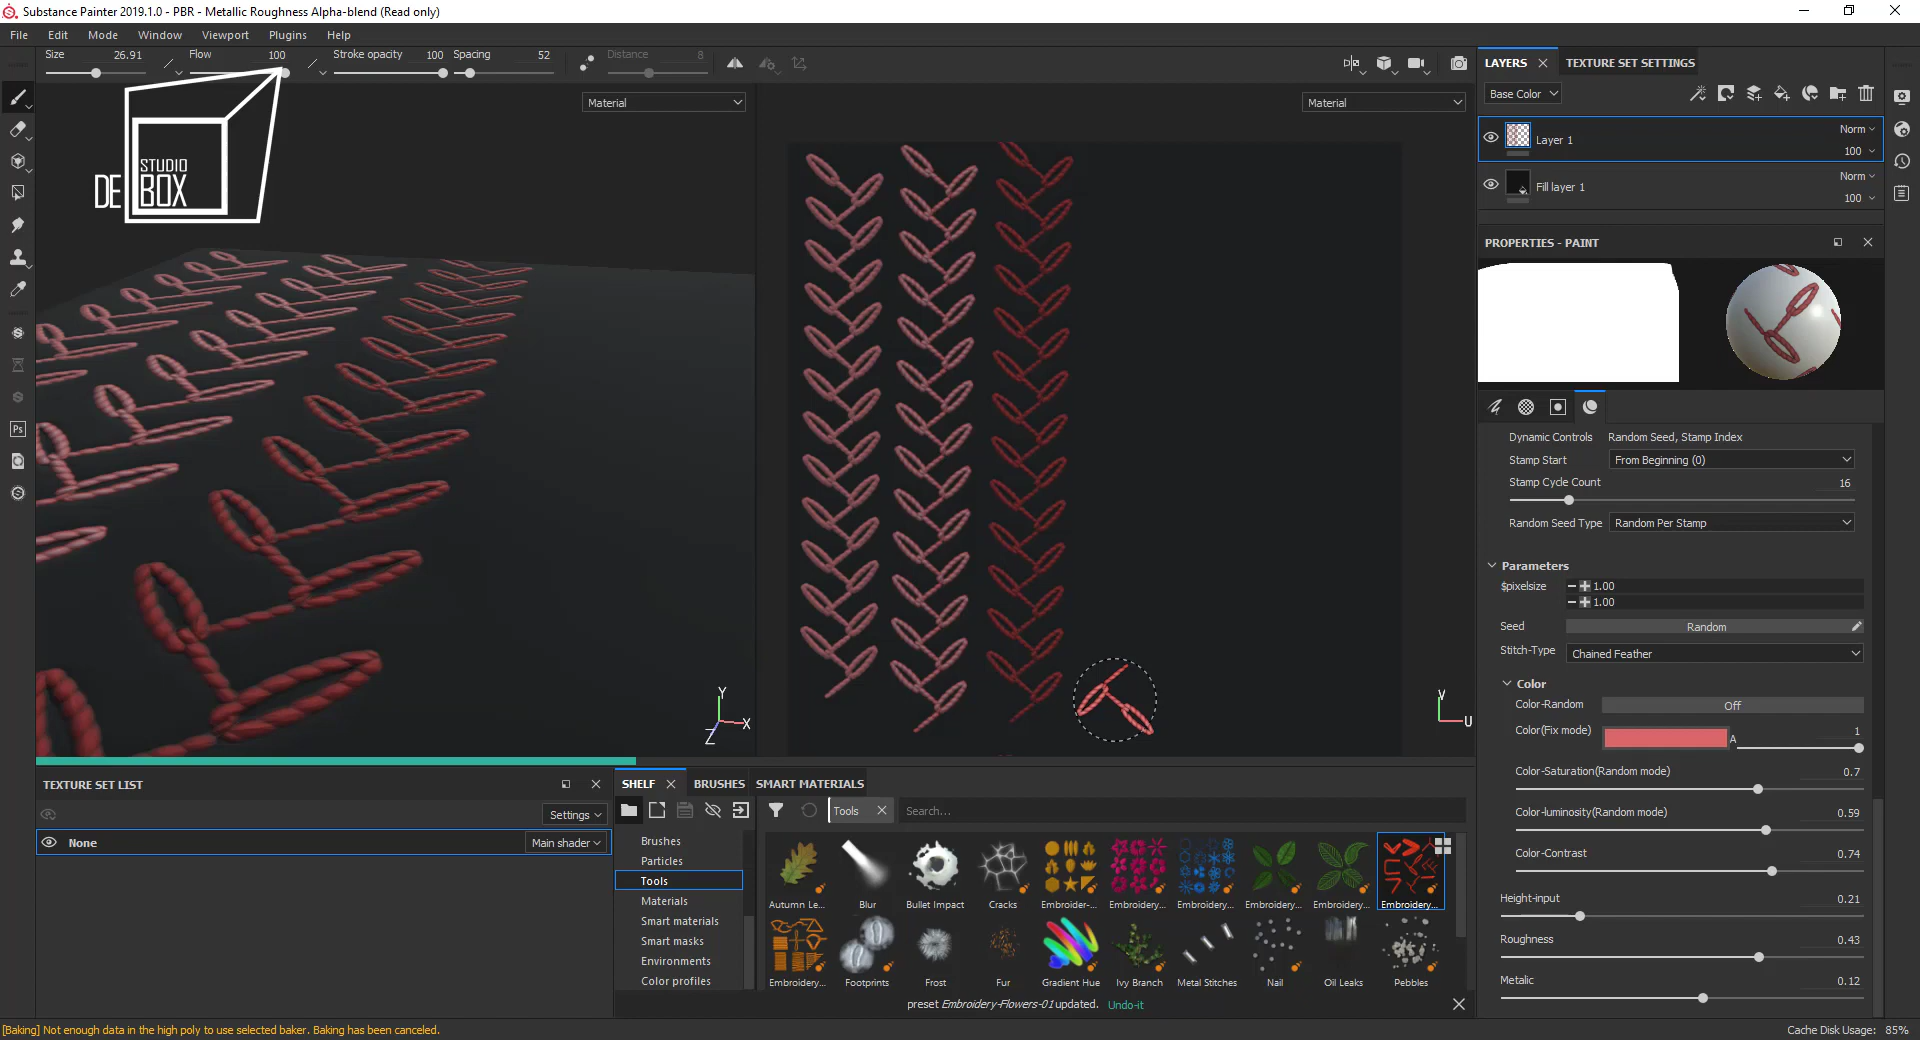 Substance Painter 2019.1.0 - PBR - Metallic Roughness Alpha-blend (Read only)
File Edit Mode Window Viewport Plugins Help
Size 26.91 Flow 100 Stroke opacity 100 Spacing 52 Distance 8
LAYERS TEXTURE SET SETTINGS
Base Color
Material
Material
Layer 1 Norm 100
Fill layer 1 Norm 100
STUDIO
DE BOX
PROPERTIES - PAINT
Dynamic Controls Random Seed, Stamp Index
Stamp Start From Beginning (0)
Stamp Cycle Count 16
Random Seed Type Random Per Stamp
Parameters
$pixelsize 1.00
1.00
Seed Random
Stitch-Type Chained Feather
Color
Color-Random Off
Color(Fix mode) A 1
Color-Saturation(Random mode) 0.7
Color-luminosity(Random mode) 0.59
Color-Contrast 0.74
Height-input 0.21
Roughness 0.43
Metalic 0.12
Y X Z
V U
Ps
TEXTURE SET LIST
Settings
None Main shader
SHELF BRUSHES SMART MATERIALS
Tools Search...
Brushes
Particles
Tools
Materials
Smart materials
Smart masks
Environments
Color profiles
Autumn Le... Blur Bullet Impact Cracks Embroider-... Embroidery... Embroidery... Embroidery... Embroidery... Embroidery...
Embroidery... Footprints Frost Fur Gradient Hue Ivy Branch Metal Stitches Nail Oil Leaks Pebbles
preset Embroidery-Flowers-01 updated. Undo-it
[Baking] Not enough data in the high poly to use selected baker. Baking has been canceled.
Cache Disk Usage: 85%